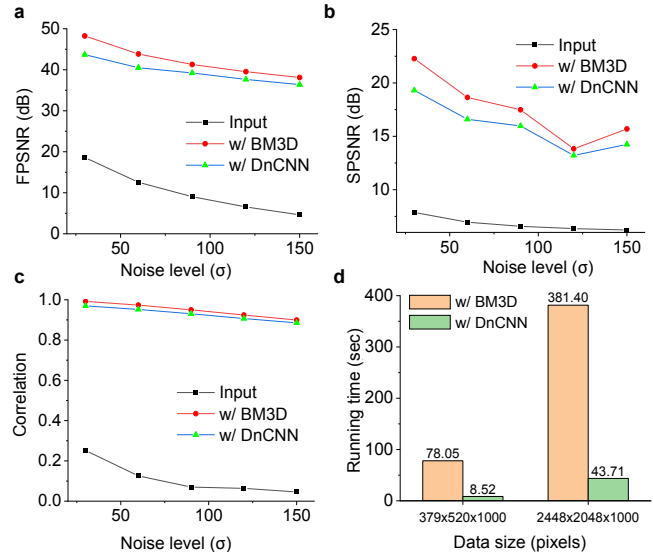 a
50
40
30
20
10
0
FPSNR (dB)
Input
w/ BM3D
w/ DnCNN
50
100
150
Noise level (σ)
b
25
20
15
10
SPSNR (dB)
Input
w/ BM3D
w/ DnCNN
50
100
150
Noise level (σ)
c
1.0
0.8
0.6
0.4
0.2
0.0
Correlation
Input
w/ BM3D
w/ DnCNN
50
100
150
Noise level (σ)
d
400
300
200
100
0
Running time (sec)
w/ BM3D
w/ DnCNN
381.40
78.05
8.52
43.71
379x520x1000
2448x2048x1000
Data size (pixels)